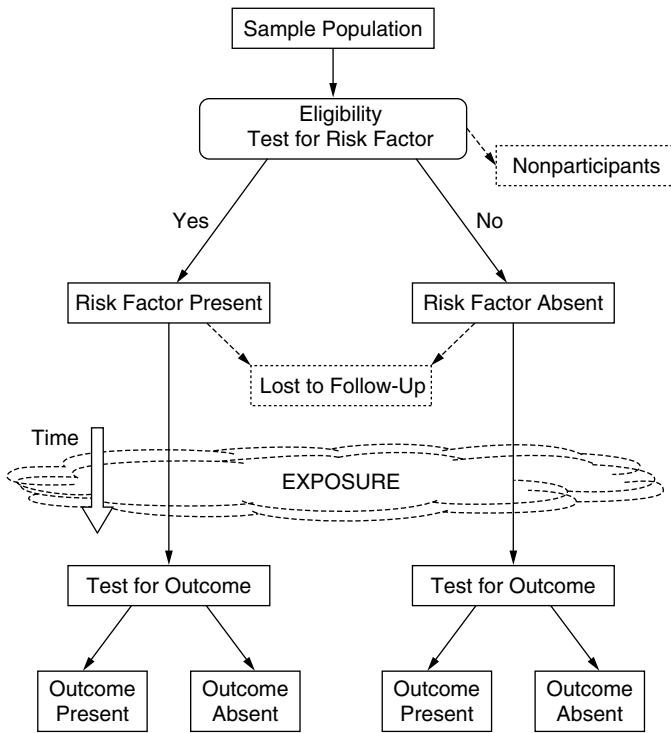 Sample Population
Eligibility
Test for Risk Factor
Nonparticipants
Yes
No
Risk Factor Present
Risk Factor Absent
Lost to Follow-Up
Time
EXPOSURE
Test for Outcome
Test for Outcome
Outcome
Present
Outcome
Absent
Outcome
Present
Outcome
Absent